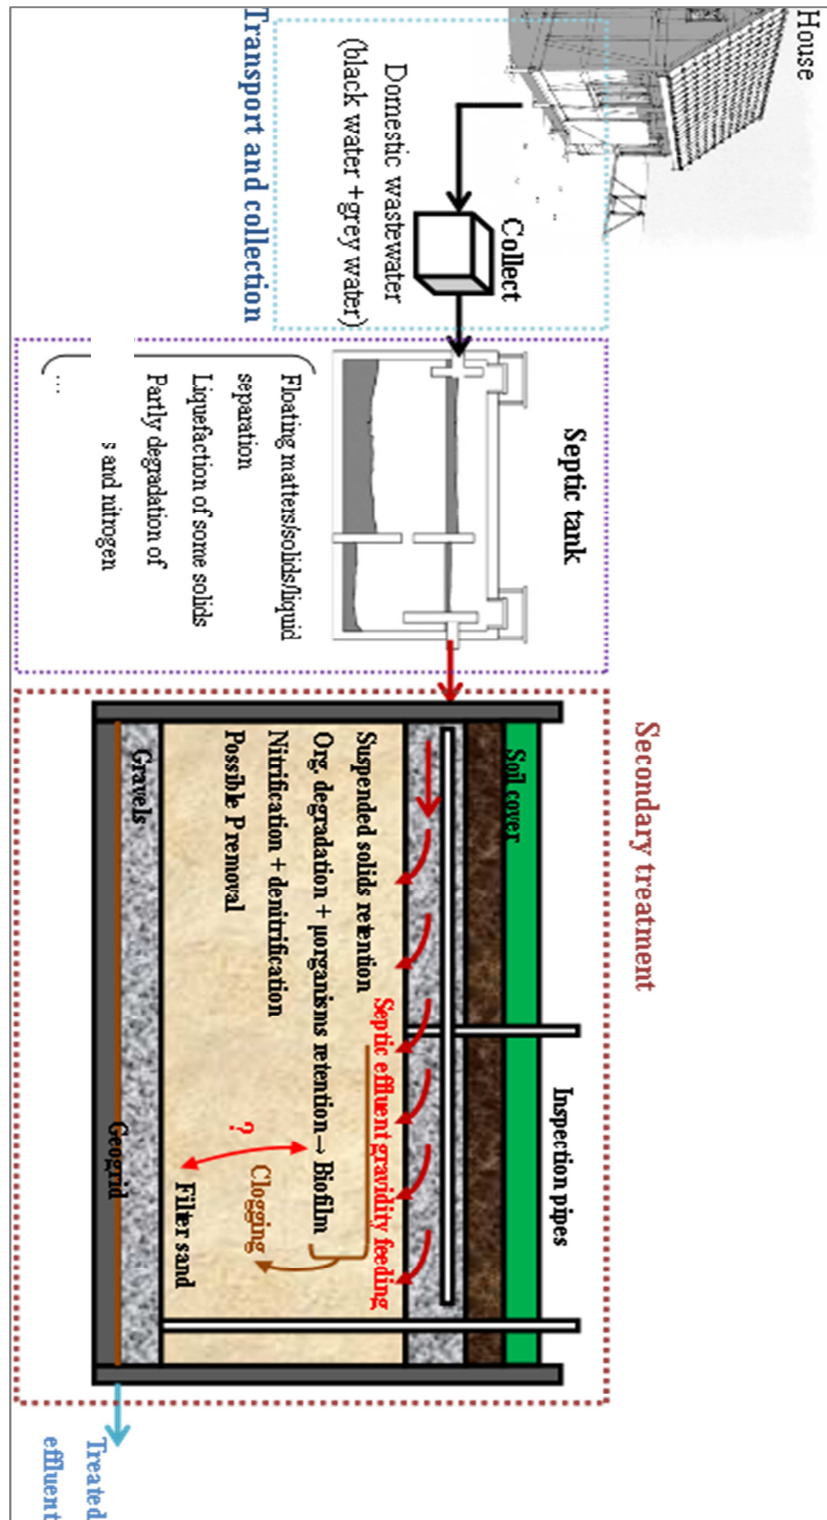 House
Domestic wastewater
(black water +grey water)
Collect
Transport and collection
Septic tank
Floating matters/solids/liquid
separation
Liquefaction of some solids
Partly degradation of
s and nitrogen
...
Secondary treatment
Inspection pipes
Soil cover
Septic effluent gravidity feeding
Suspended solids retention
Org. degradation + µorganisms retention→ Biofilm
Nitrification + denitrification
Possible P removal
Clogging
?
Filter sand
Gravels
Geogrid
Treated
effluent